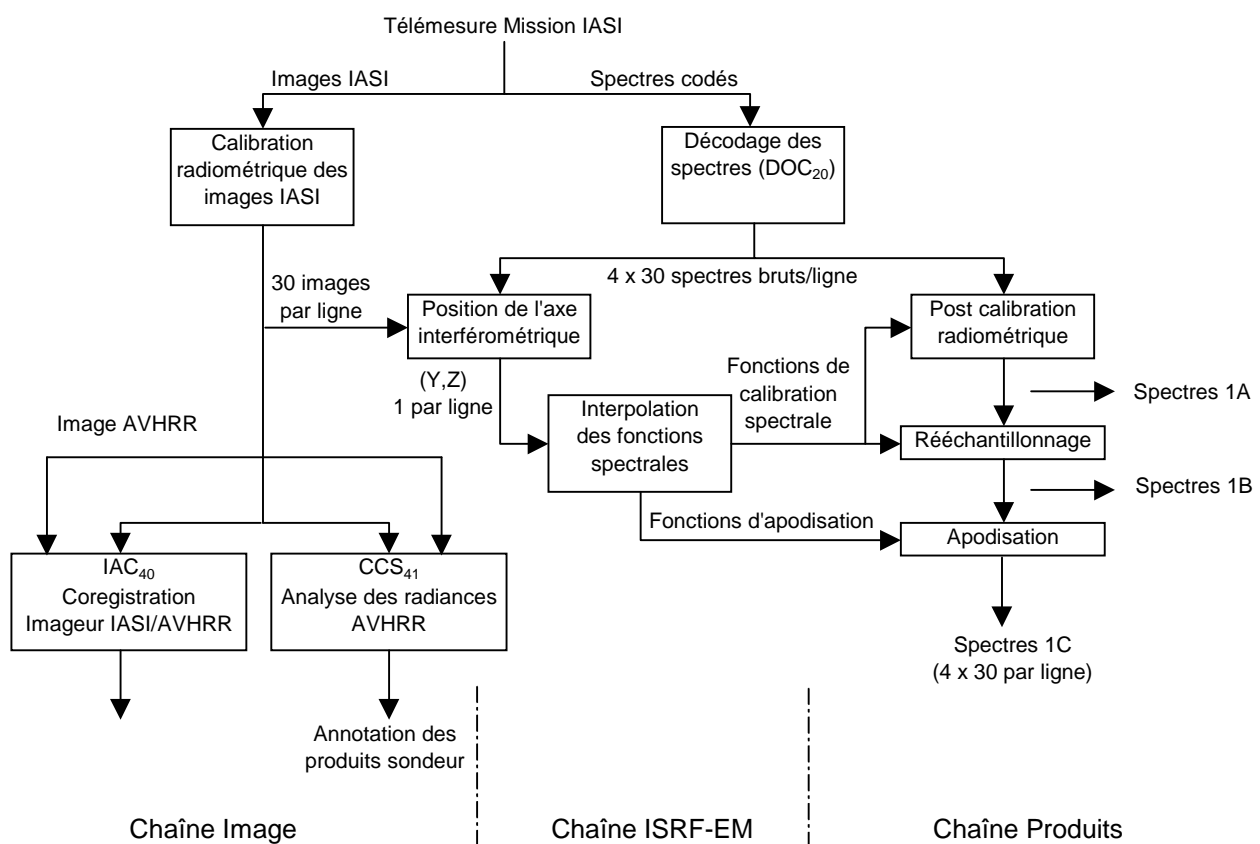 Télémesure Mission IASI
Images IASI
Spectres codés
Calibration
radiométrique des
images IASI
Décodage des
spectres (DOC20)
30 images
par ligne
4 x 30 spectres bruts/ligne
Position de l'axe
interférométrique
Post calibration
radiométrique
(Y,Z)
1 par ligne
Fonctions de
calibration
spectrale
Spectres 1A
Image AVHRR
Interpolation
des fonctions
spectrales
Rééchantillonnage
Spectres 1B
Fonctions d'apodisation
Apodisation
IAC40
Coregistration
Imageur IASI/AVHRR
CCS41
Analyse des radiances
AVHRR
Spectres 1C
(4 x 30 par ligne)
Annotation des
produits sondeur
Chaîne Image
Chaîne ISRF-EM
Chaîne Produits